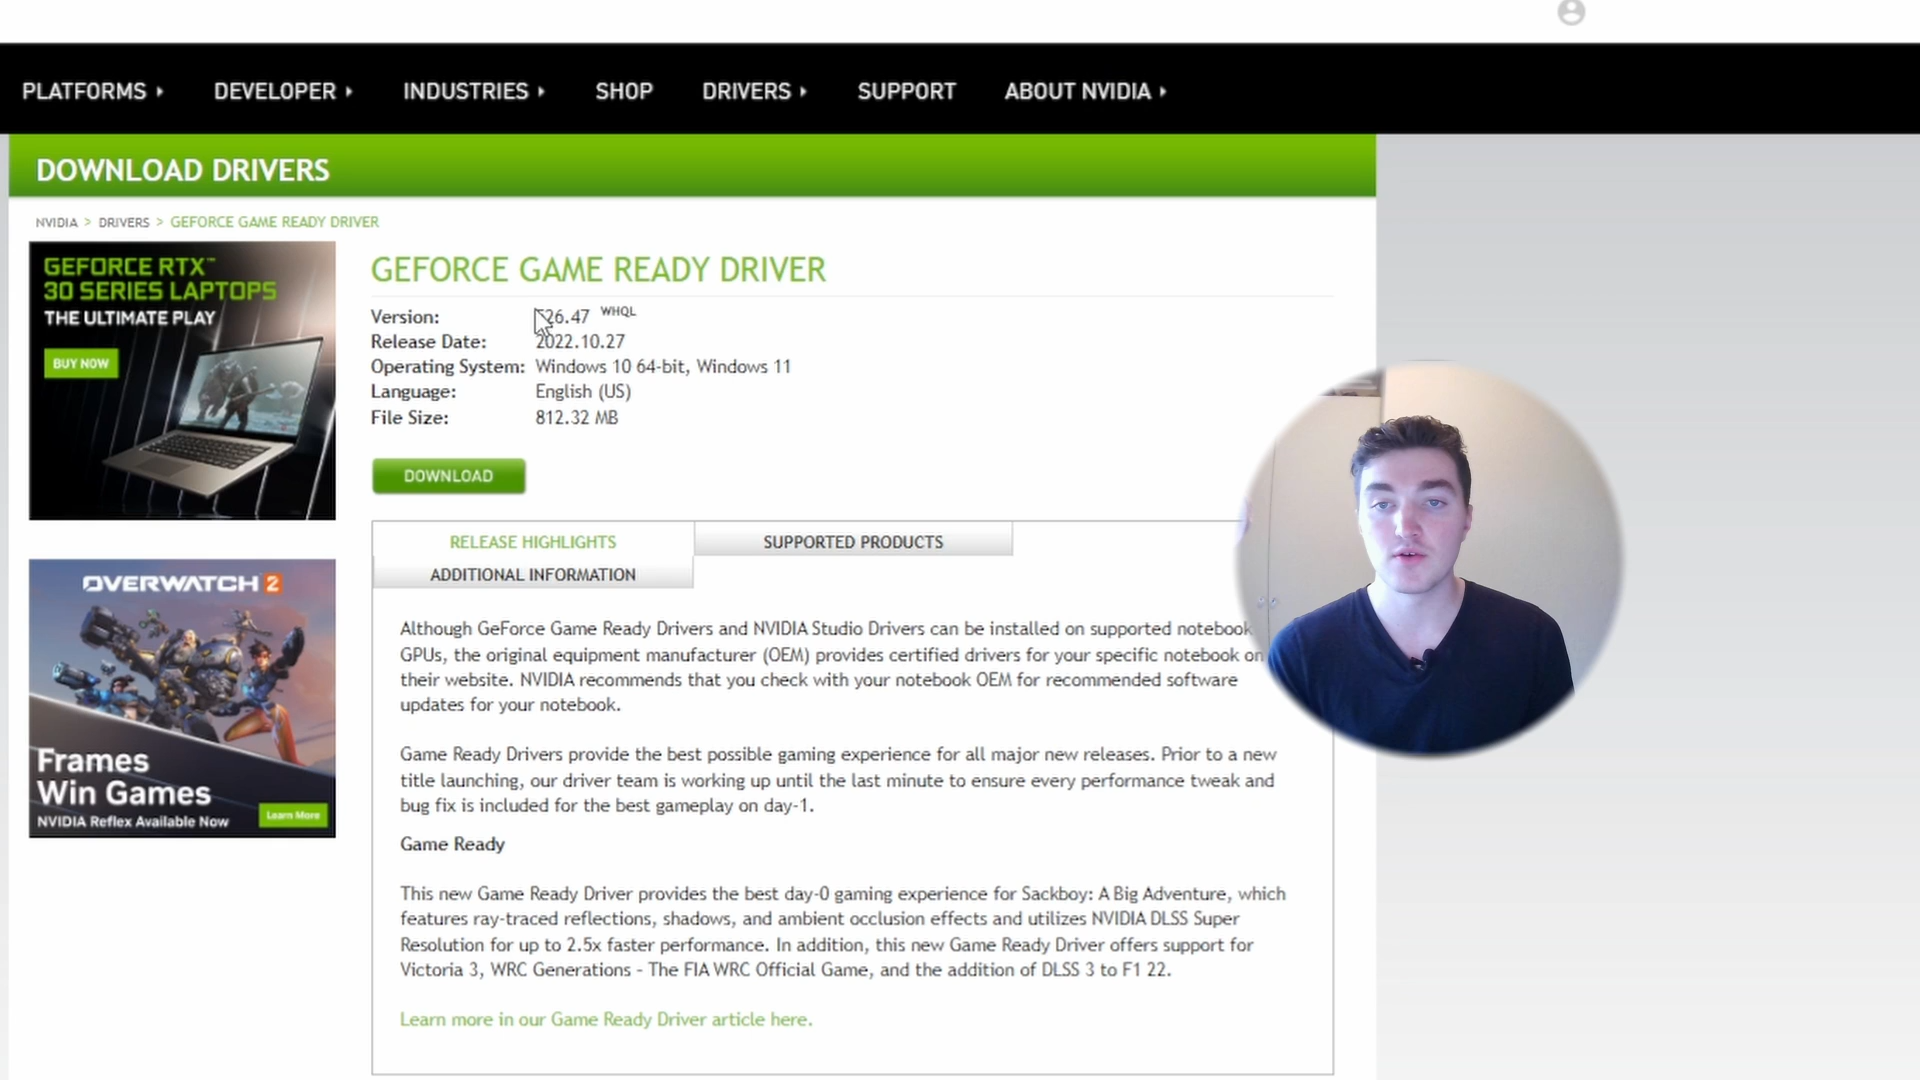 PLATFORMS DEVELOPER INDUSTRIES SHOP DRIVERS SUPPORT ABOUT NVIDIA
DOWNLOAD DRIVERS
NVIDIA > DRIVERS > GEFORCE GAME READY DRIVER
GEFORCE RTX™
30 SERIES LAPTOPS
THE ULTIMATE PLAY
BUY NOW
GEFORCE GAME READY DRIVER
Version: 26.47 WHQL
Release Date: 2022.10.27
Operating System: Windows 10 64-bit, Windows 11
Language: English (US)
File Size: 812.32 MB
DOWNLOAD
RELEASE HIGHLIGHTS SUPPORTED PRODUCTS
ADDITIONAL INFORMATION
OVERWATCH 2
Frames
Win Games
NVIDIA Reflex Available Now
Learn More
Although GeForce Game Ready Drivers and NVIDIA Studio Drivers can be installed on supported notebook
GPUs, the original equipment manufacturer (OEM) provides certified drivers for your specific notebook on
their website. NVIDIA recommends that you check with your notebook OEM for recommended software
updates for your notebook.
Game Ready Drivers provide the best possible gaming experience for all major new releases. Prior to a new
title launching, our driver team is working up until the last minute to ensure every performance tweak and
bug fix is included for the best gameplay on day-1.
Game Ready
This new Game Ready Driver provides the best day-0 gaming experience for Sackboy: A Big Adventure, which
features ray-traced reflections, shadows, and ambient occlusion effects and utilizes NVIDIA DLSS Super
Resolution for up to 2.5x faster performance. In addition, this new Game Ready Driver offers support for
Victoria 3, WRC Generations - The FIA WRC Official Game, and the addition of DLSS 3 to F1 22.
Learn more in our Game Ready Driver article here.